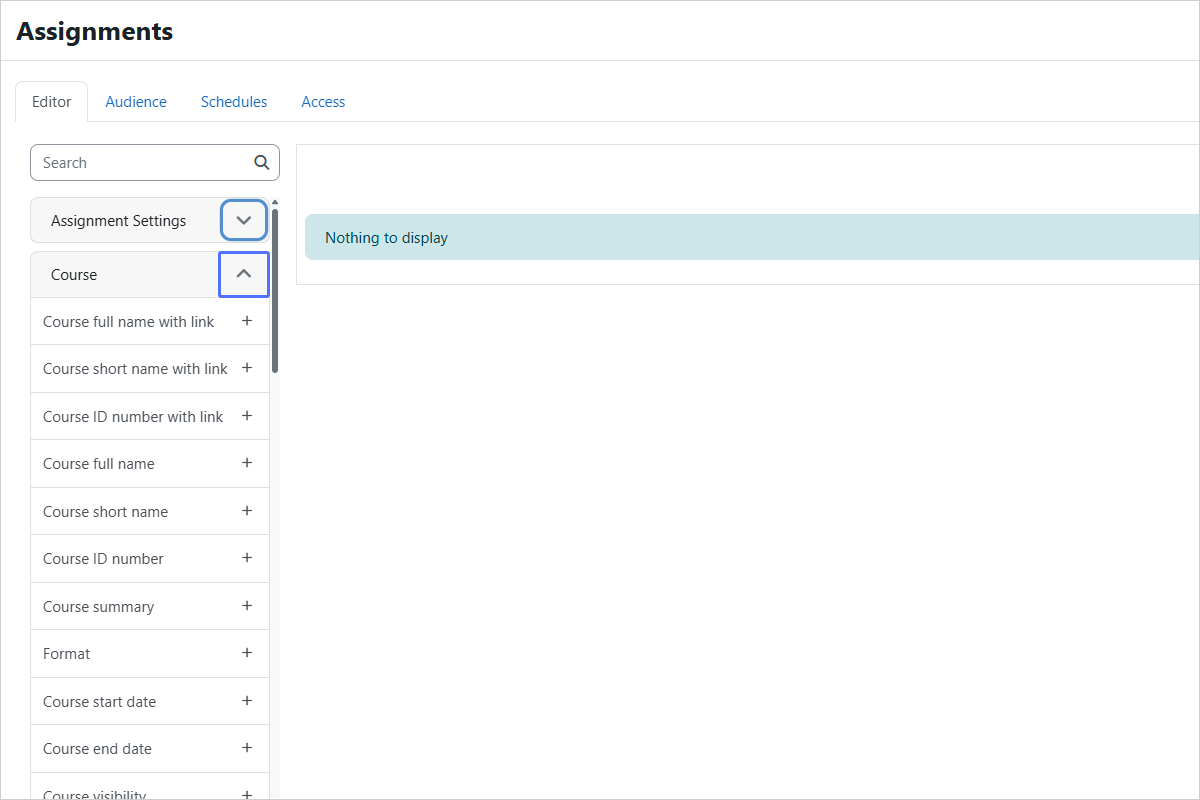 Assignments
Editor Audience Schedules Access
Search
Nothing to display
Assignment Settings
Course
Course full name with link
Course short name with link
Course ID number with link
Course full name
Course short name
Course ID number
Course summary
Format
Course start date
Course end date
Course visibility